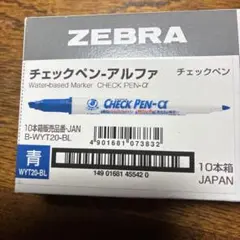 ZEBRA
チェックペン-アルファ チェックペン
Water-based Marker CHECK PEN-α
CHECK PEN-α
10本箱販売品番-JAN
B-WYT20-BL
4 901681 073832
青
WYT20-BL
149 01681 45542 0
10本箱
JAPAN